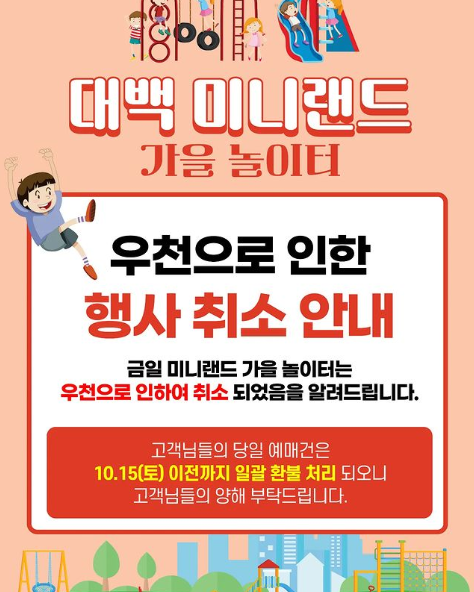 대백 미니랜드
가을 놀이터
우천으로 인한
행사 취소 안내
금일 미니랜드 가을 놀이터는
우천으로 인하여 취소 되었음을 알려드립니다.
고객님들의 당일 예매건은
10.15(토) 이전까지 일괄 환불 처리 되오니
고객님들의 양해 부탁드립니다.